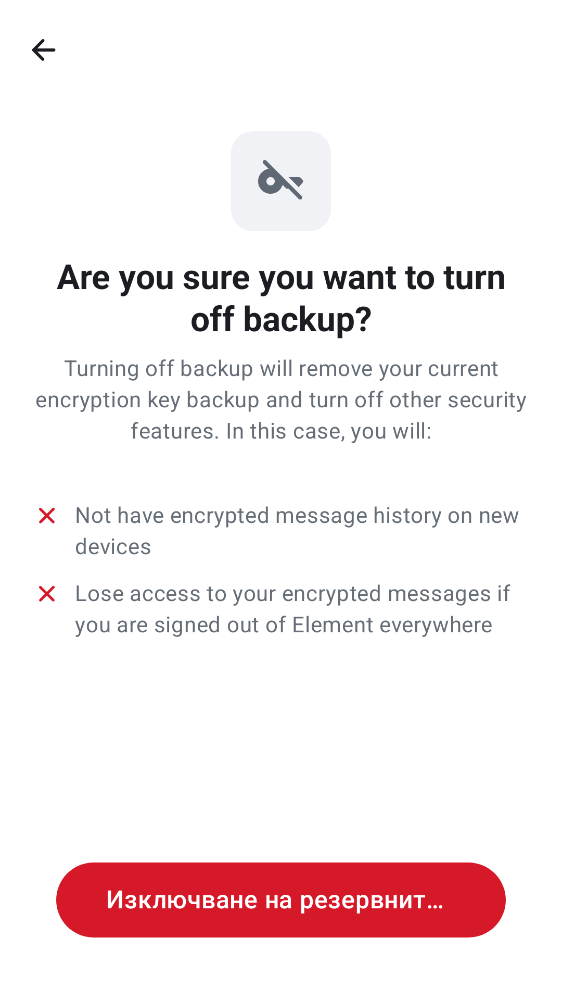 Are you sure you want to turn
off backup?
Turning off backup will remove your current
encryption key backup and turn off other security
features. In this case, you will:
Not have encrypted message history on new
devices
Lose access to your encrypted messages if
you are signed out of Element everywhere
Изключване на резервнит…